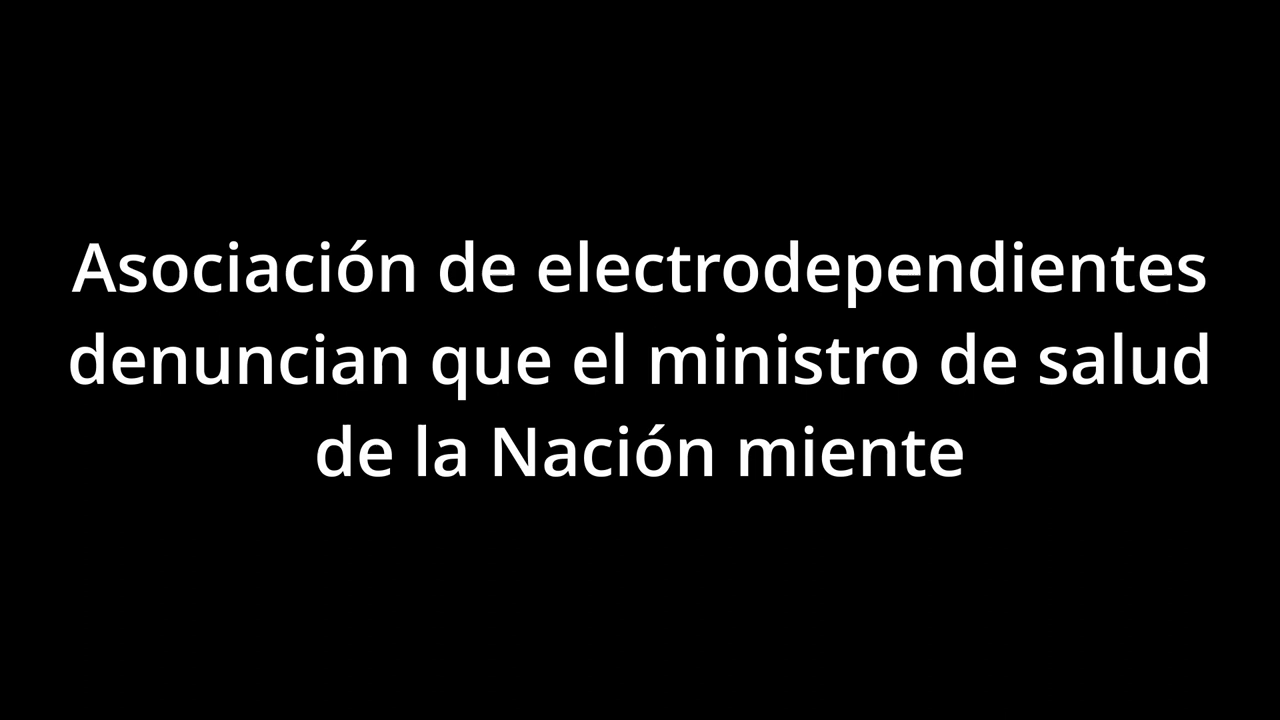 Asociación de electrodependientes
denuncian que el ministro de salud
de la Nación miente